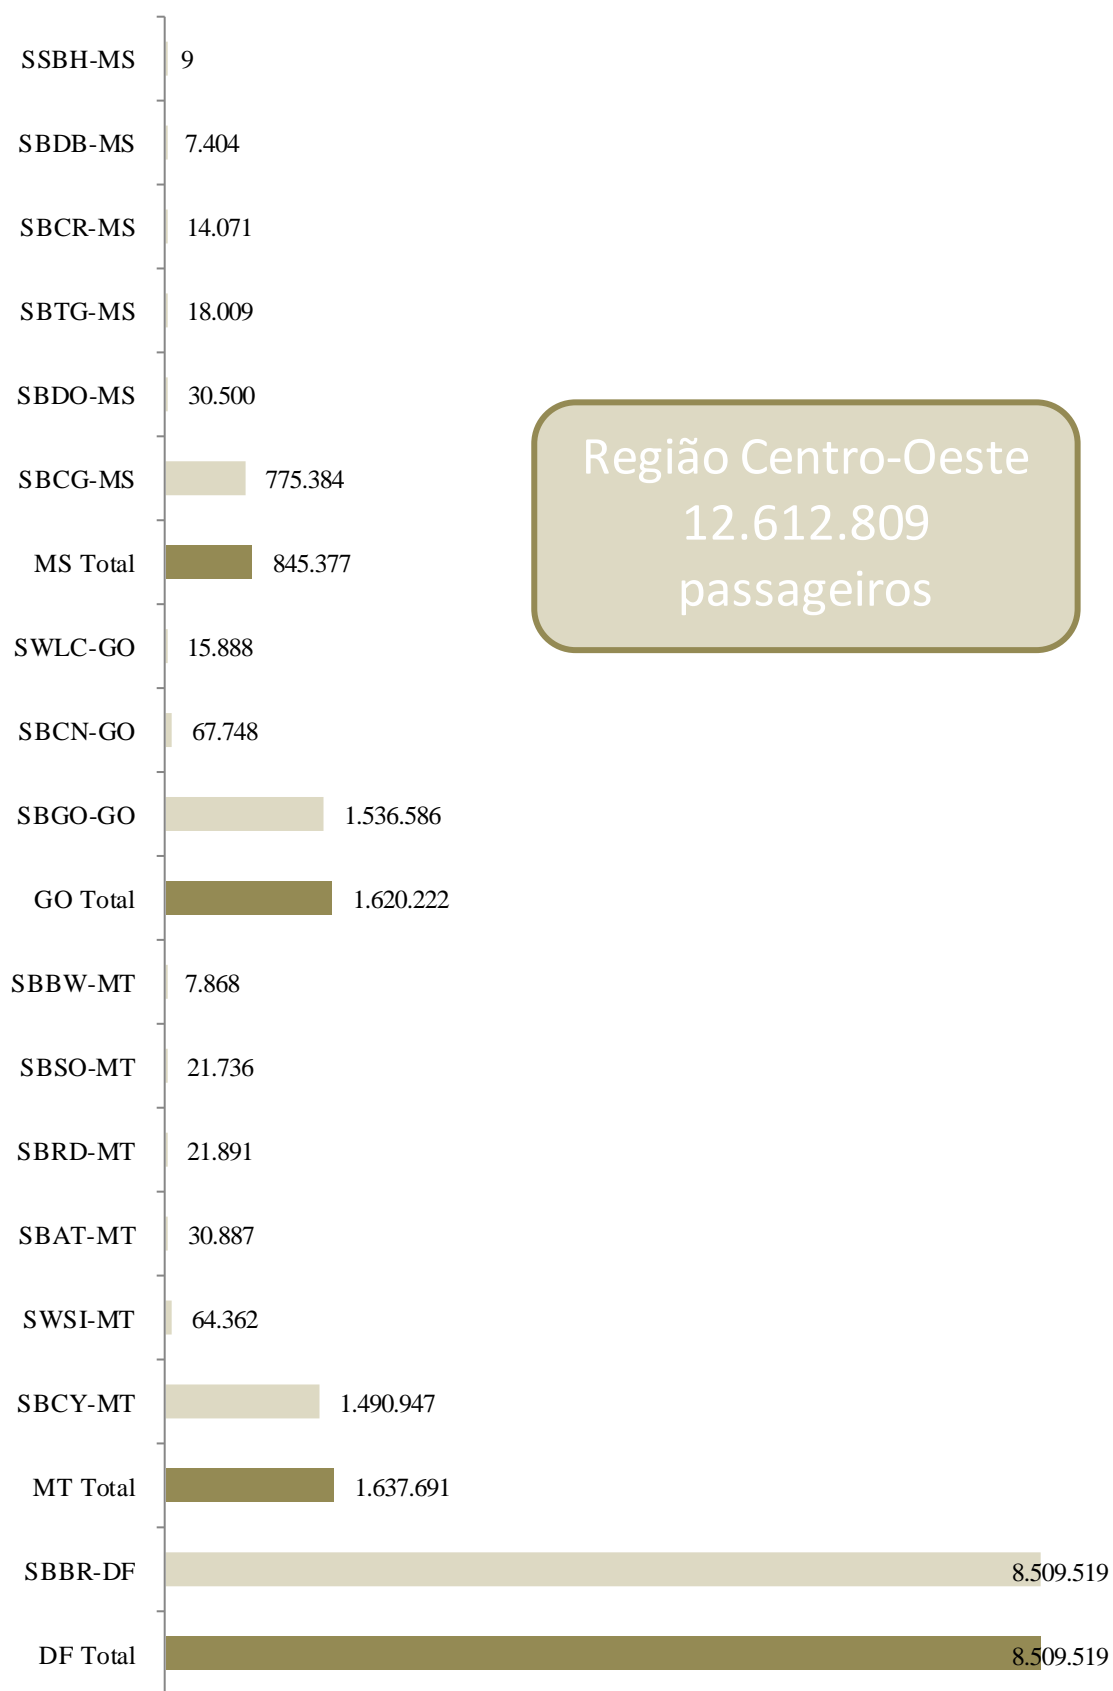 SSBH-MS 9
SBDB-MS 7.404
SBCR-MS 14.071
SBTG-MS 18.009
SBDO-MS 30.500
SBCG-MS 775.384
MS Total 845.377
SWLC-GO 15.888
SBCN-GO 67.748
SBGO-GO 1.536.586
GO Total 1.620.222
SBBW-MT 7.868
SBSO-MT 21.736
SBRD-MT 21.891
SBAT-MT 30.887
SWSI-MT 64.362
SBCY-MT 1.490.947
MT Total 1.637.691
SBBR-DF 8.509.519
DF Total 8.509.519
Região Centro-Oeste
12.612.809
passageiros